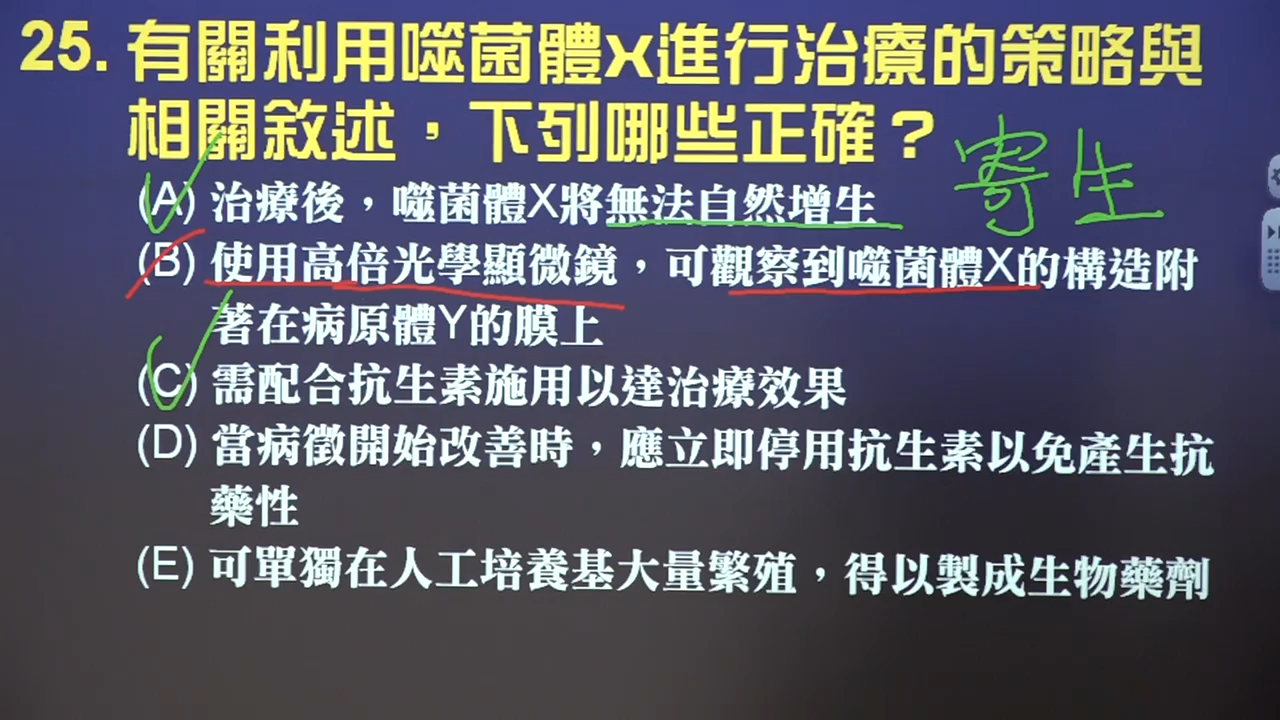 25. 有關利用噬菌體X進行治療的策略與
相關敘述，下列哪些正確？
寄生
(A) 治療後，噬菌體X將無法自然增生
(B) 使用高倍光學顯微鏡，可觀察到噬菌體X的構造附
著在病原體Y的膜上
(C) 需配合抗生素施用以達治療效果
(D) 當病徵開始改善時，應立即停用抗生素以免產生抗
藥性
(E) 可單獨在人工培養基大量繁殖，得以製成生物藥劑